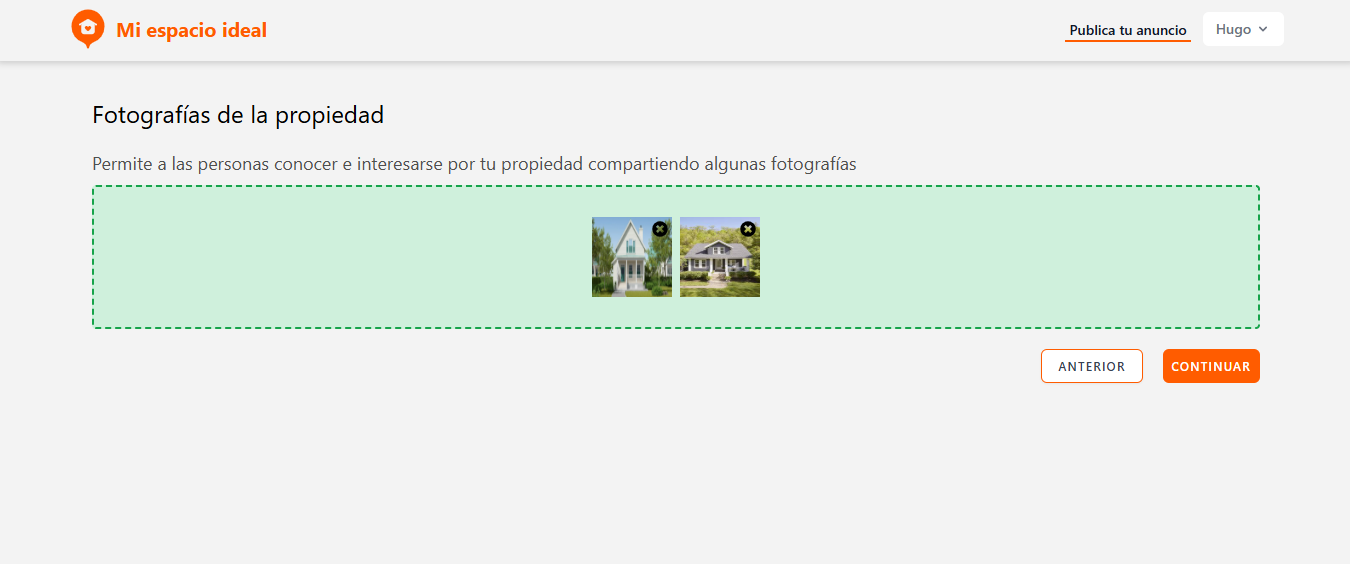 Mi espacio ideal
Publica tu anuncio
Hugo
Fotografías de la propiedad
Permite a las personas conocer e interesarse por tu propiedad compartiendo algunas fotografías
ANTERIOR
CONTINUAR